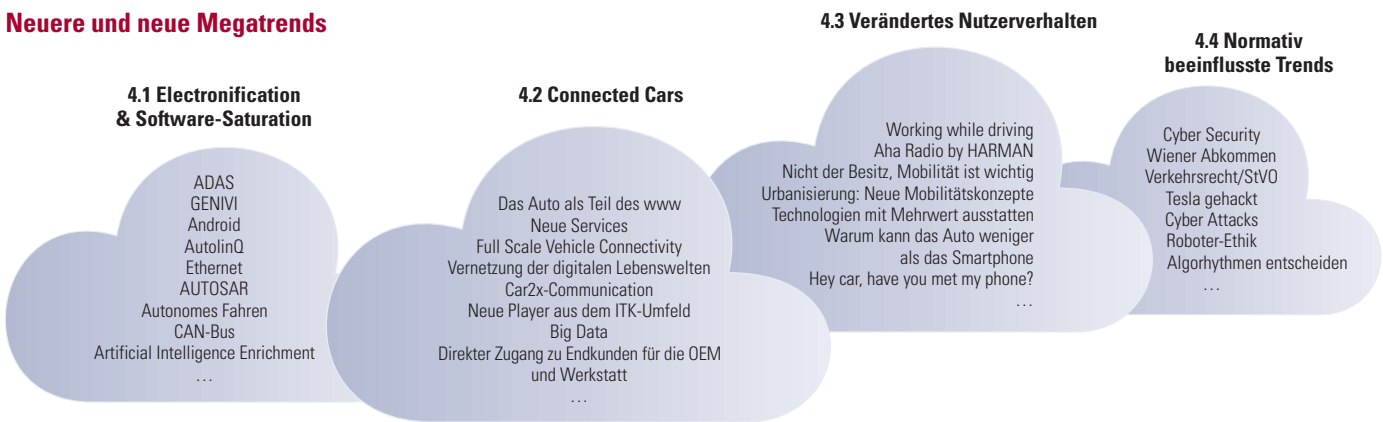 Neuere und neue Megatrends
4.1 Electronification
& Software-Saturation
ADAS
GENIVI
Android
AutolinQ
Ethernet
AUTOSAR
Autonomes Fahren
CAN-Bus
Artificial Intelligence Enrichment
...
4.2 Connected Cars
Das Auto als Teil des www
Neue Services
Full Scale Vehicle Connectivity
Vernetzung der digitalen Lebenswelten
Car2x-Communication
Neue Player aus dem ITK-Umfeld
Big Data
Direkter Zugang zu Endkunden für die OEM
und Werkstatt
...
4.3 Verändertes Nutzerverhalten
Working while driving
Aha Radio by HARMAN
Nicht der Besitz, Mobilität ist wichtig
Urbanisierung: Neue Mobilitätskonzepte
Technologien mit Mehrwert ausstatten
Warum kann das Auto weniger
als das Smartphone
Hey car, have you met my phone?
...
4.4 Normativ
beeinflusste Trends
Cyber Security
Wiener Abkommen
Verkehrsrecht/StVO
Tesla gehackt
Cyber Attacks
Roboter-Ethik
Algorhythmen entscheiden
...